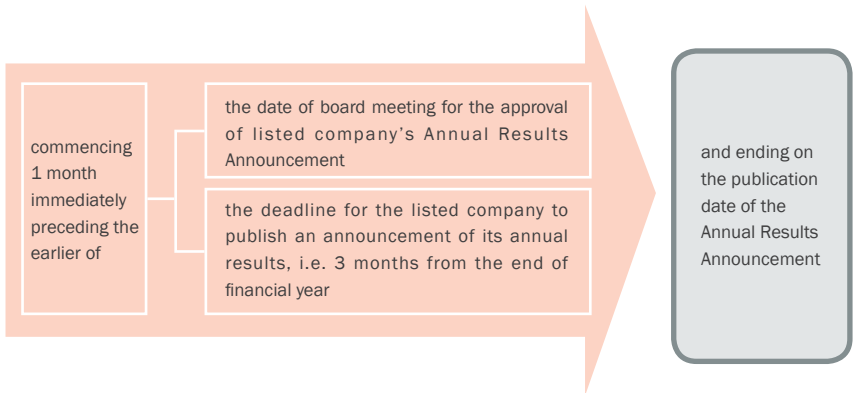 commencing
1 month
immediately
preceding the
earlier of
the date of board meeting for the approval
of listed company’s Annual Results
Announcement
the deadline for the listed company to
publish an announcement of its annual
results, i.e. 3 months from the end of
financial year
and ending on
the publication
date of the
Annual Results
Announcement